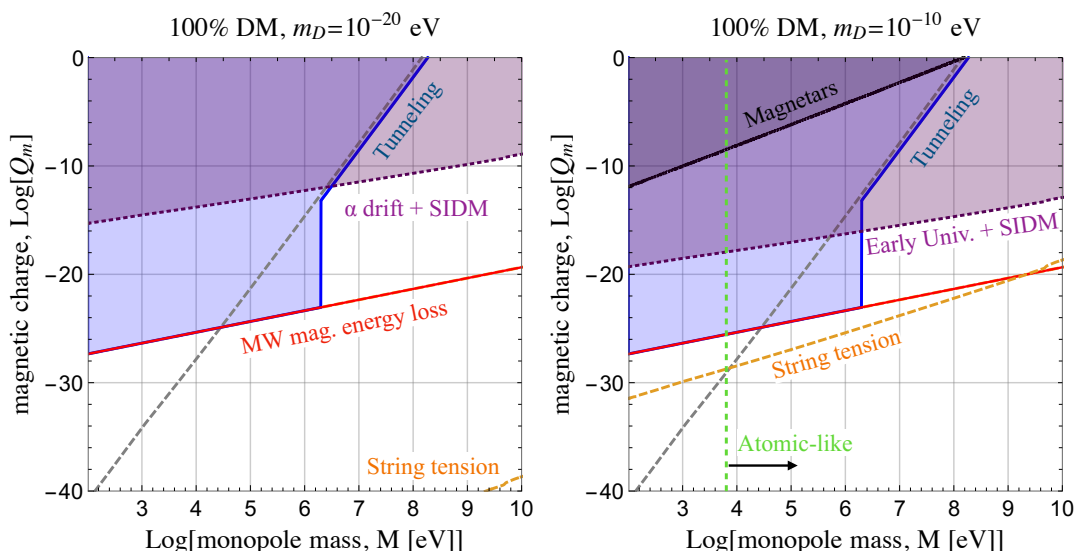 100% DM, m_D=10^−20 eV
0
−10
−20
−30
−40
magnetic charge, Log[Q_m]
Tunneling
α drift + SIDM
MW mag. energy loss
String tension
3 4 5 6 7 8 9 10
Log[monopole mass, M [eV]]
100% DM, m_D=10^−10 eV
0
−10
−20
−30
−40
magnetic charge, Log[Q_m]
Magnetars
Tunneling
Early Univ. + SIDM
String tension
Atomic-like
3 4 5 6 7 8 9 10
Log[monopole mass, M [eV]]